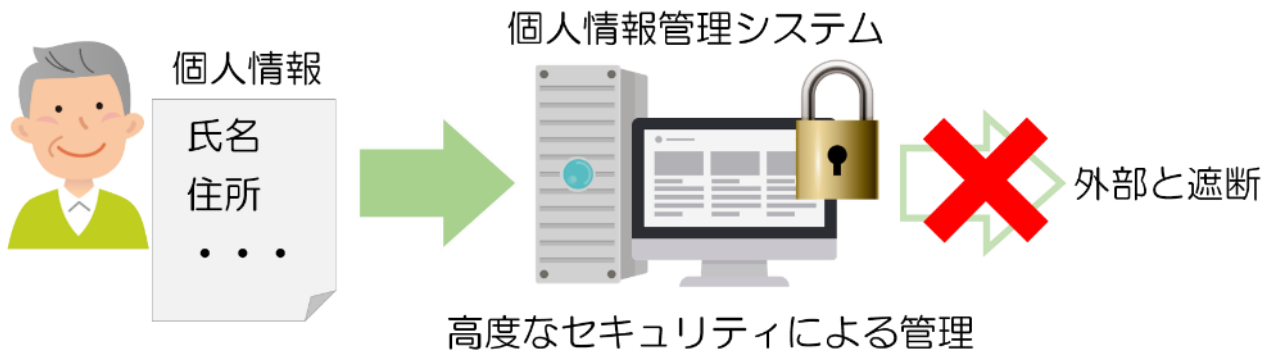 個人情報
氏名
住所
・・・
個人情報管理システム
高度なセキュリティによる管理
外部と遮断